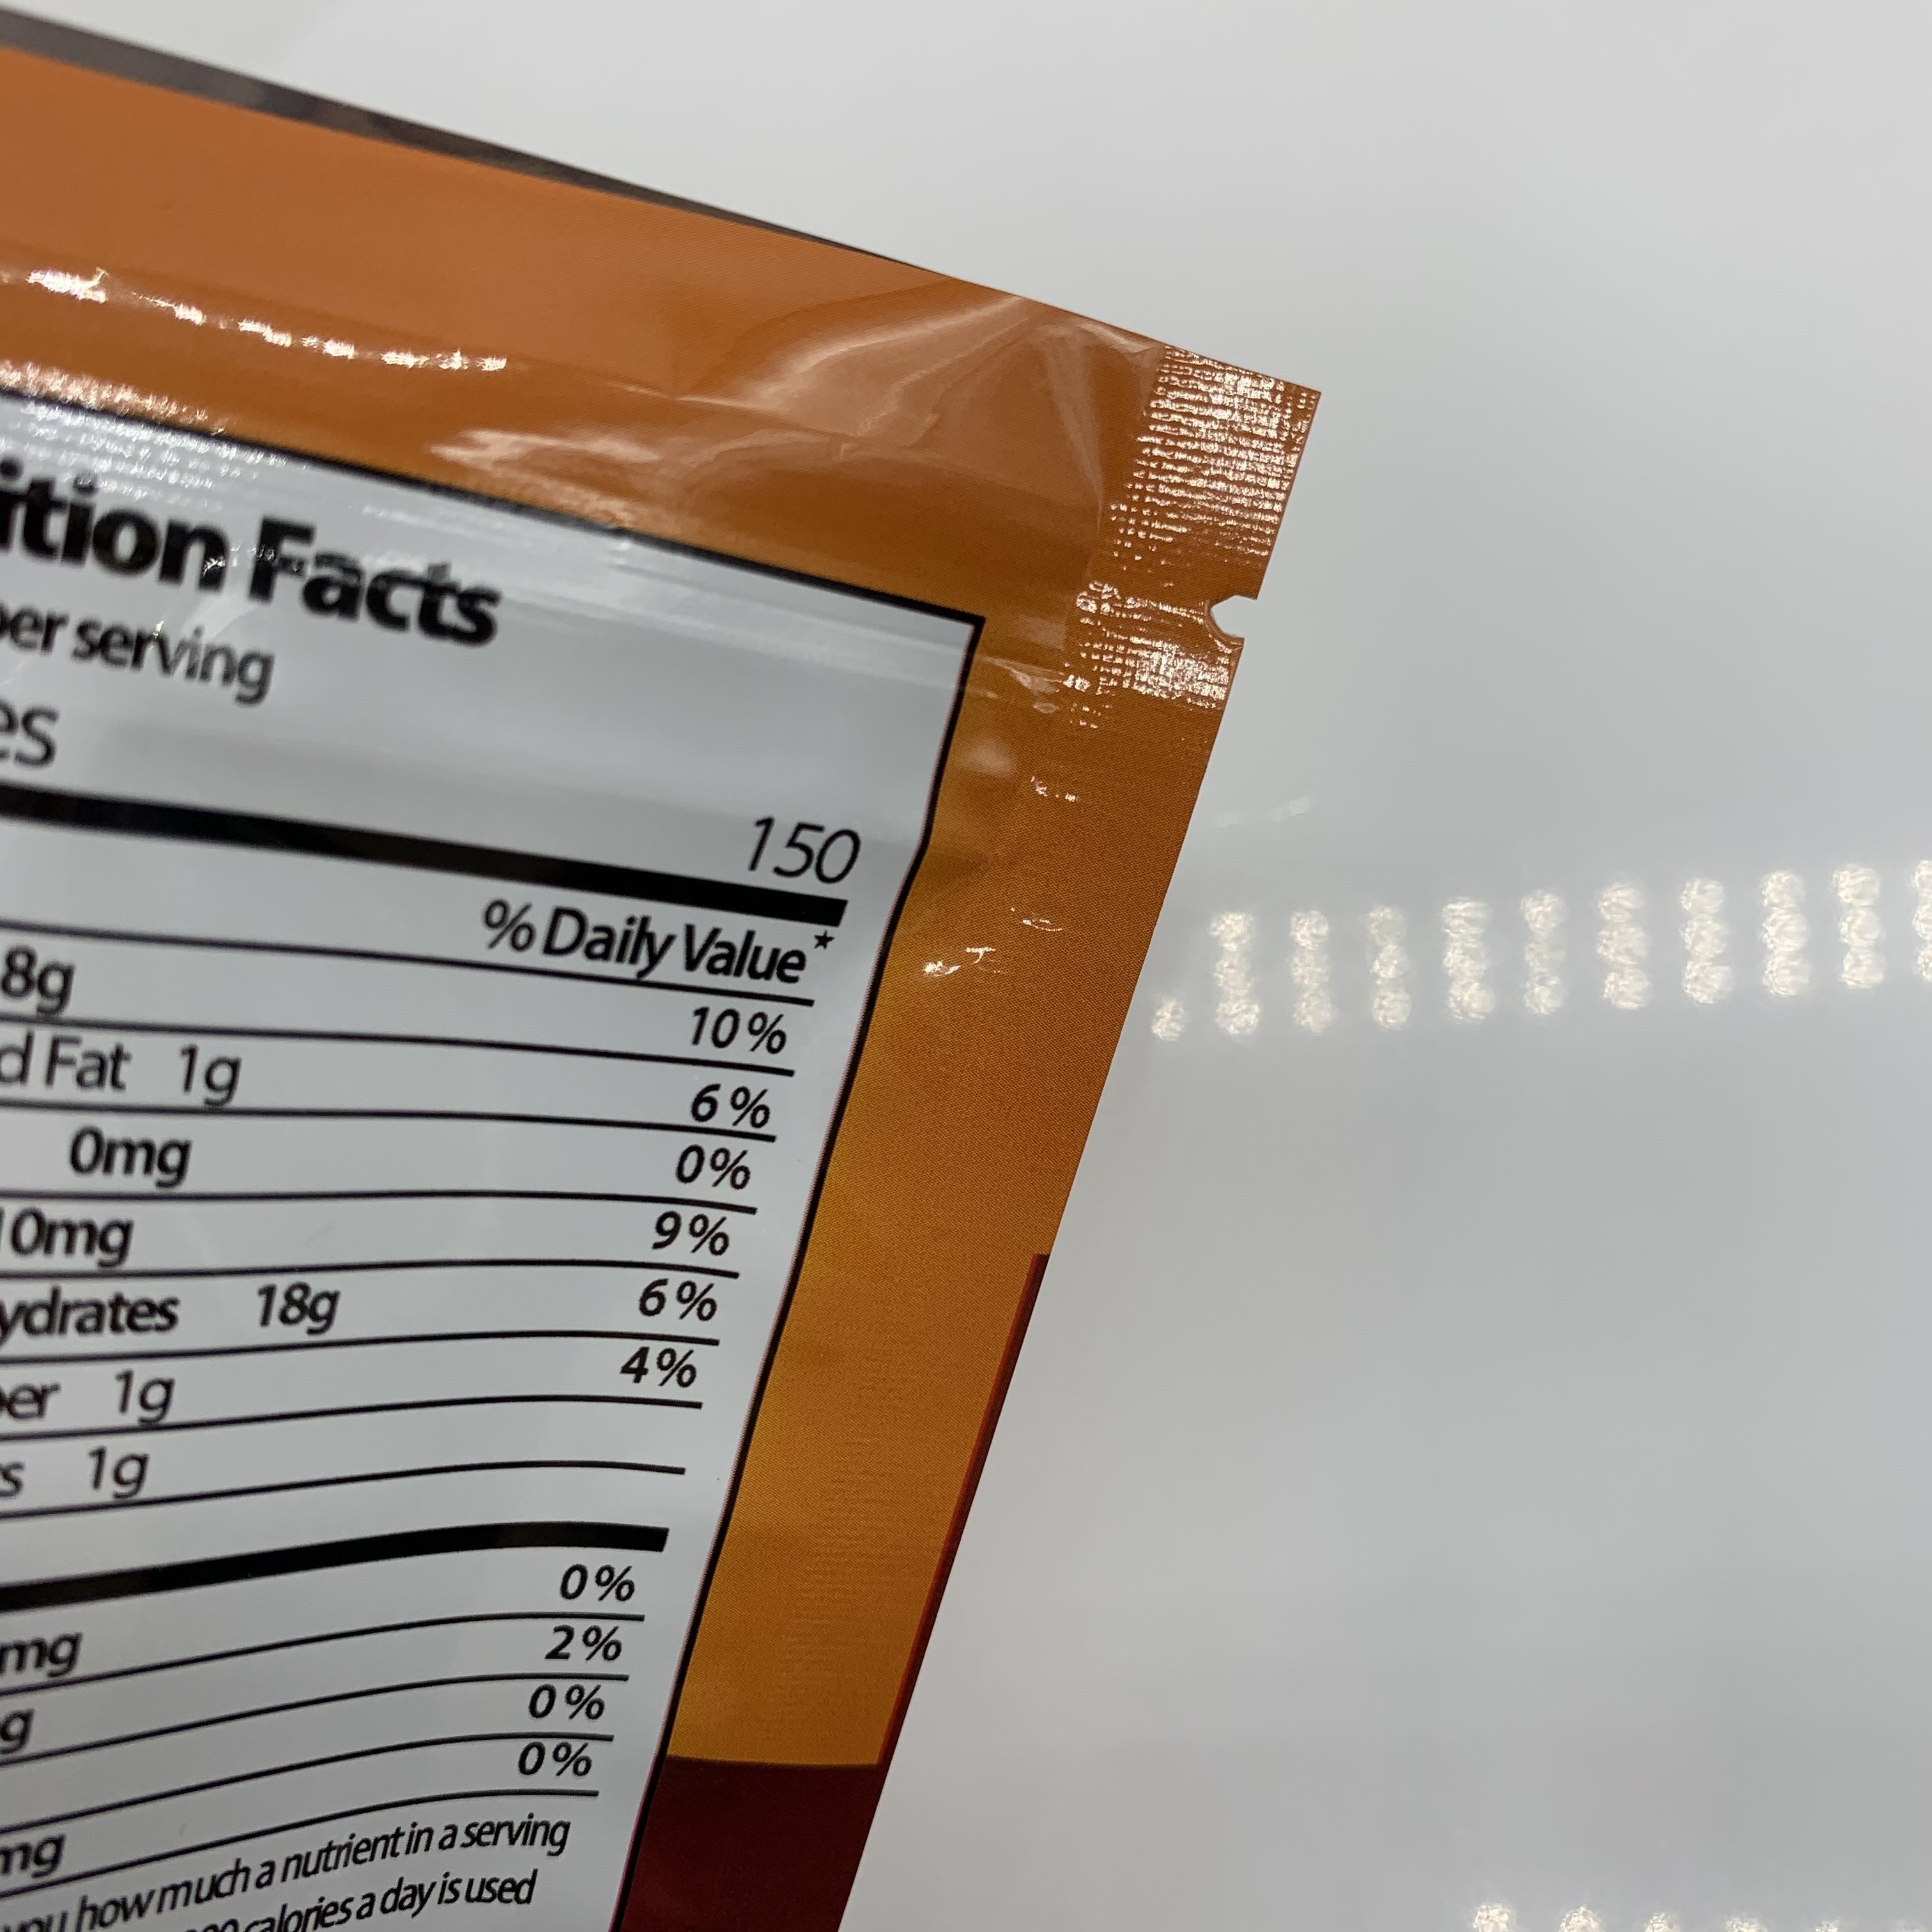 ition Facts
per serving
es
150
% Daily Value*
8g 10%
d Fat 1g 6%
0mg 0%
10mg 9%
ydrates 18g 6%
er 1g 4%
s 1g
0%
mg 2%
g 0%
mg 0%
you how much a nutrient in a serving
calories a day is used